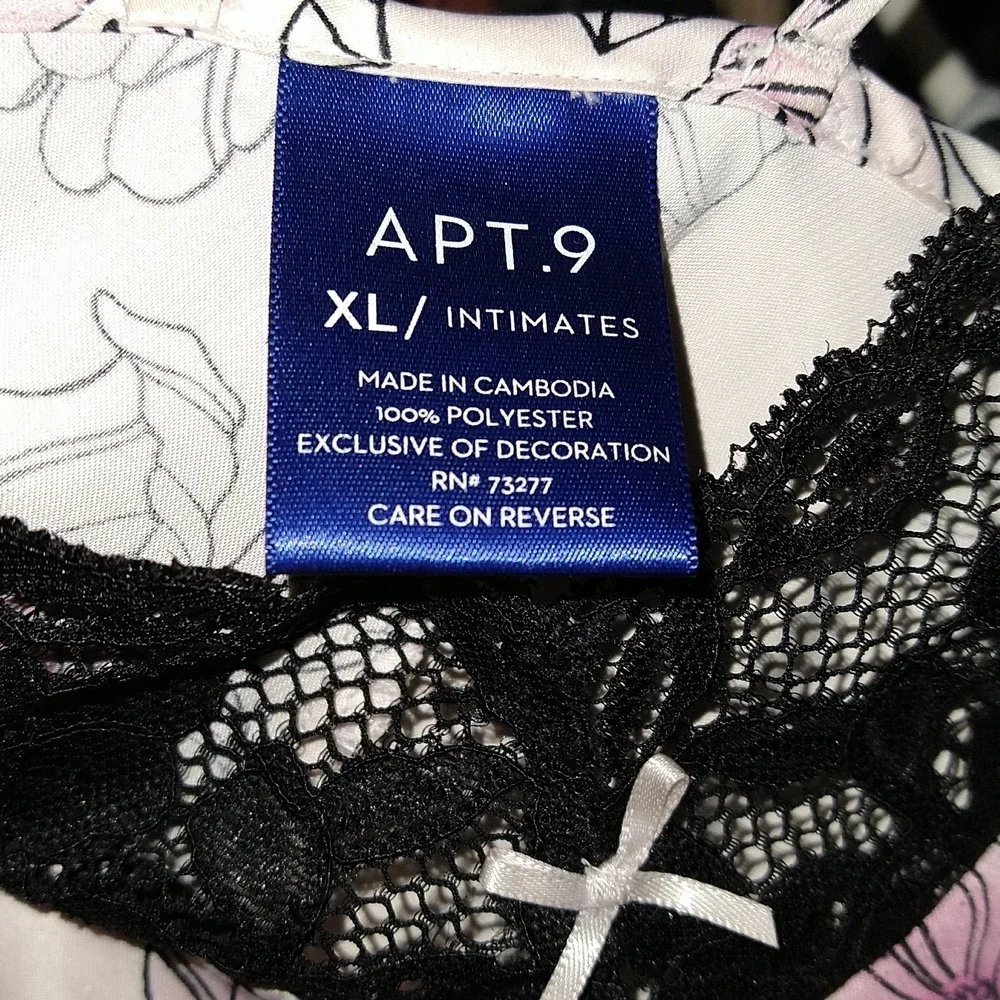 APT.9
XL/ INTIMATES
MADE IN CAMBODIA
100% POLYESTER
EXCLUSIVE OF DECORATION
RN# 73277
CARE ON REVERSE